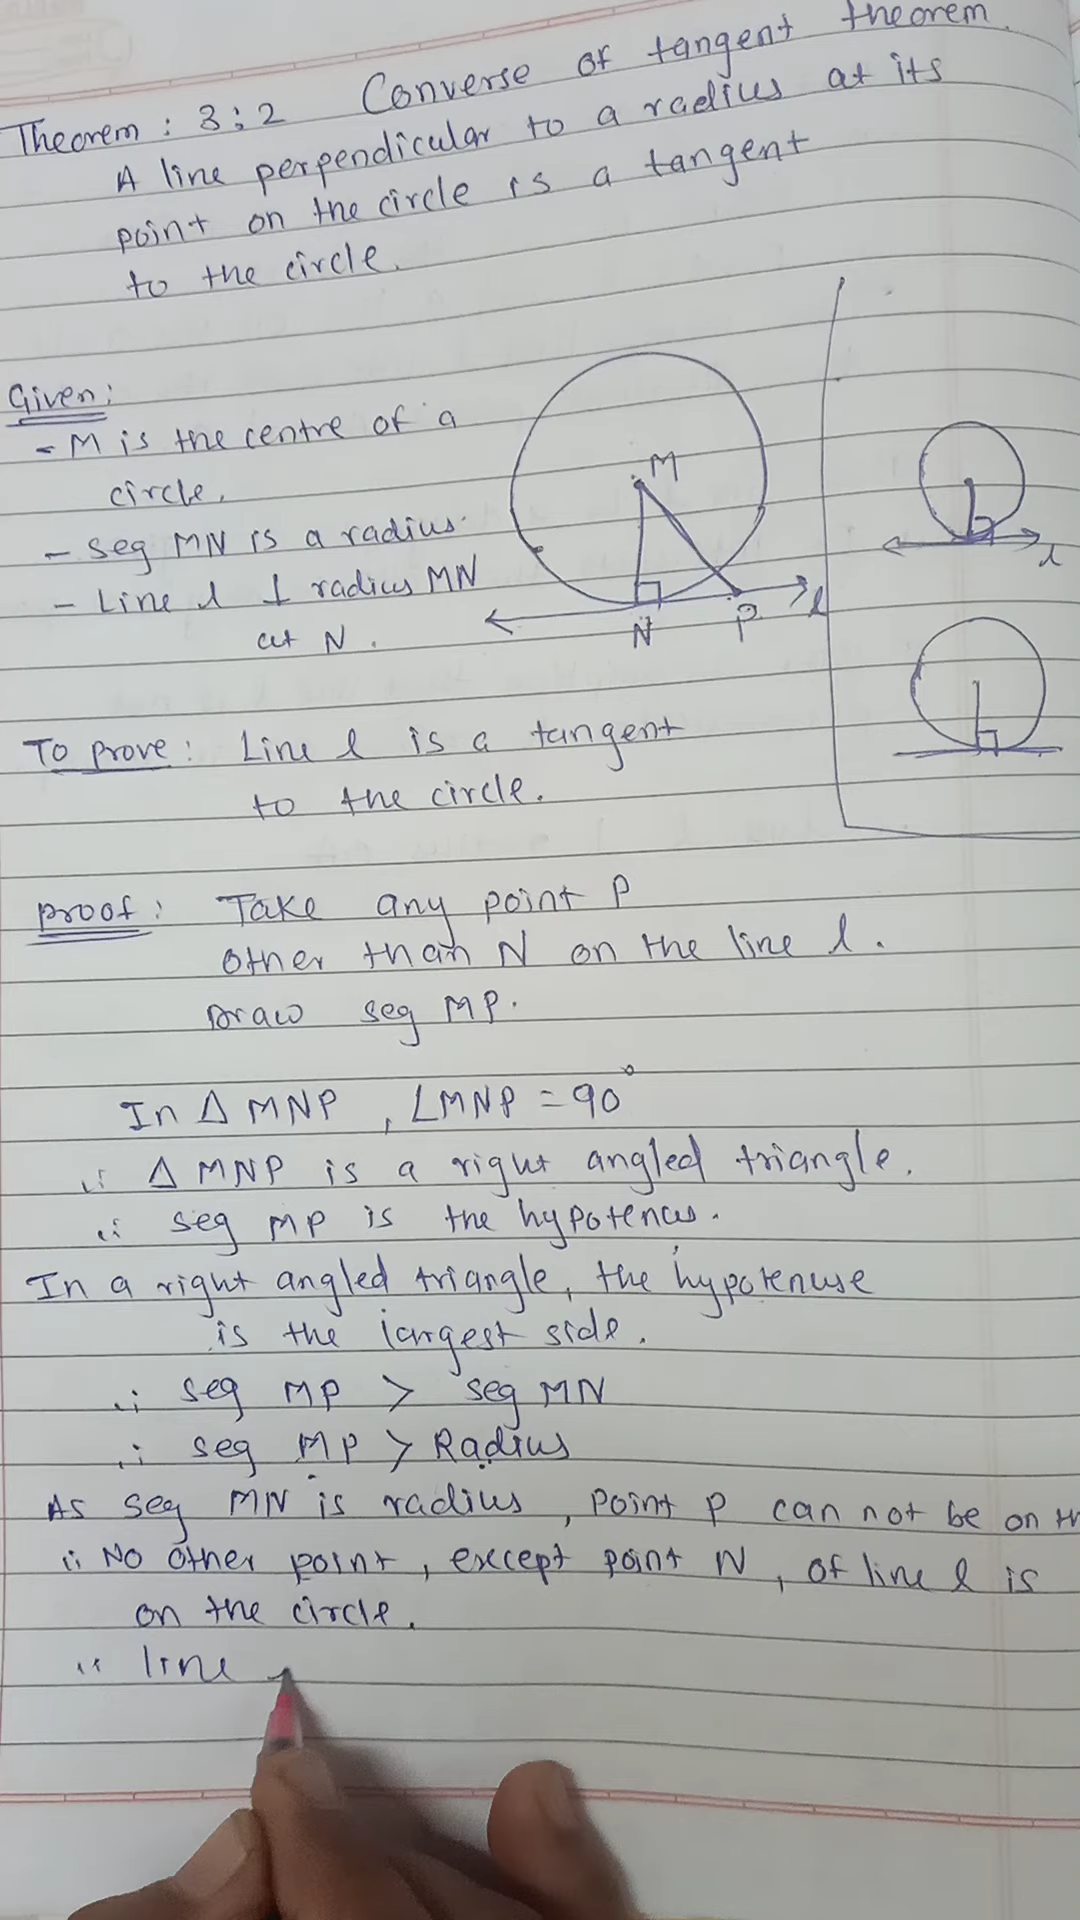 Theorem : 3:2 Converse of tangent theorem.
A line perpendicular to a radius at its
point on the circle is a tangent
to the circle.
Given:
- M is the centre of a
circle.
- seg MN is a radius.
- Line l ⊥ radius MN
at N.
M
N
P
l
l
To prove: Line l is a tangent
to the circle.
Proof: Take any point P
other than N on the line l.
Draw seg MP.
In Δ MNP, ∠MNP = 90°
∴ Δ MNP is a right angled triangle.
∴ seg MP is the hypotenus.
In a right angled triangle, the hypotenuse
is the largest side.
∴ seg MP > seg MN
∴ seg MP > Radius
As seg MN is radius, point P can not be on th
∴ No other point, except point N, of line l is
on the circle.
∴ line